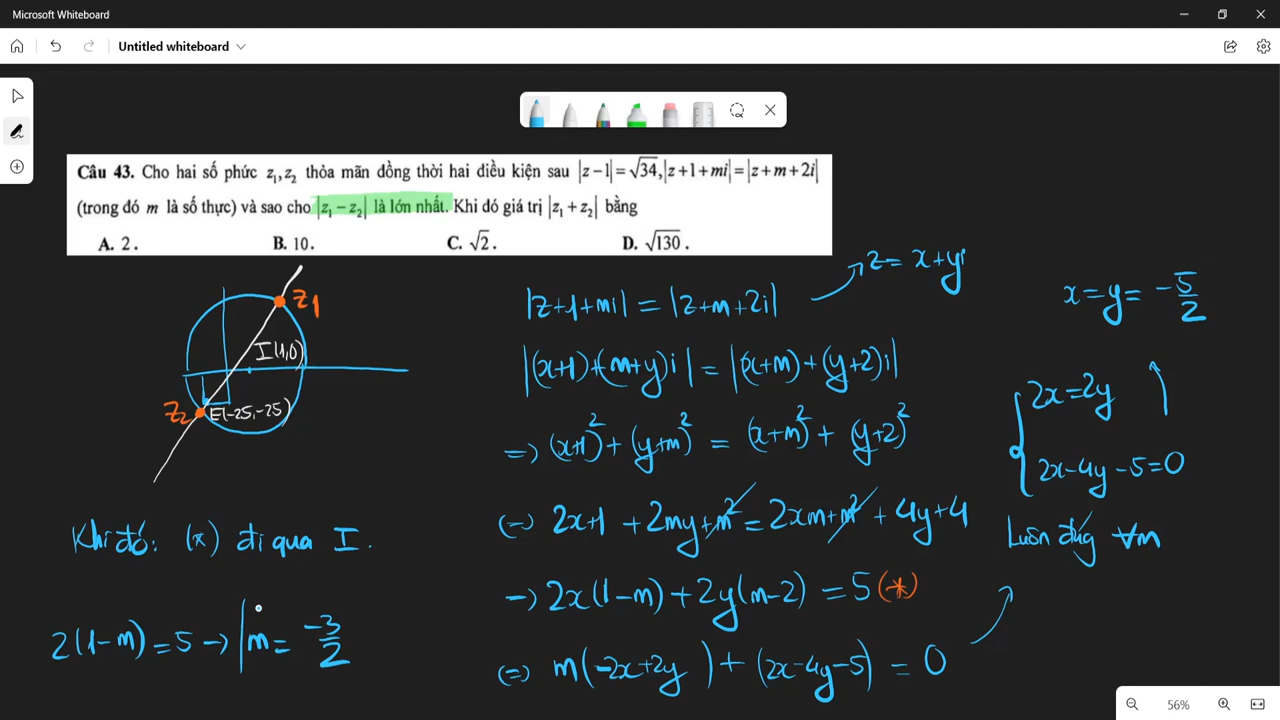 Microsoft Whiteboard
Untitled whiteboard
Câu 43. Cho hai số phức z₁, z₂ thỏa mãn đồng thời hai điều kiện sau |z − 1| = √34, |z + 1 + mi| = |z + m + 2i|
(trong đó m là số thực) và sao cho |z₁ − z₂| là lớn nhất. Khi đó giá trị |z₁ + z₂| bằng
A. 2. B. 10. C. √2. D. √130.
z1
I(1,0)
z2 E(-2.5,-2.5)
Khi đó: (*) đi qua I.
2(1-m) = 5 → m = -3/2
|z+1+mi| = |z+m+2i| z = x+yi
|(x+1)+(m+y)i| = |(x+m)+(y+2)i|
=> (x+1)² + (y+m)² = (x+m)² + (y+2)²
(=) 2x+1 + 2my+m² = 2xm+m² + 4y+4
→ 2x(1-m) + 2y(m-2) = 5 (*)
(=) m(-2x+2y) + (2x-4y-5) = 0
x = y = -5/2
2x = 2y
2x-4y-5 = 0
Luôn đúng ∀m
56%